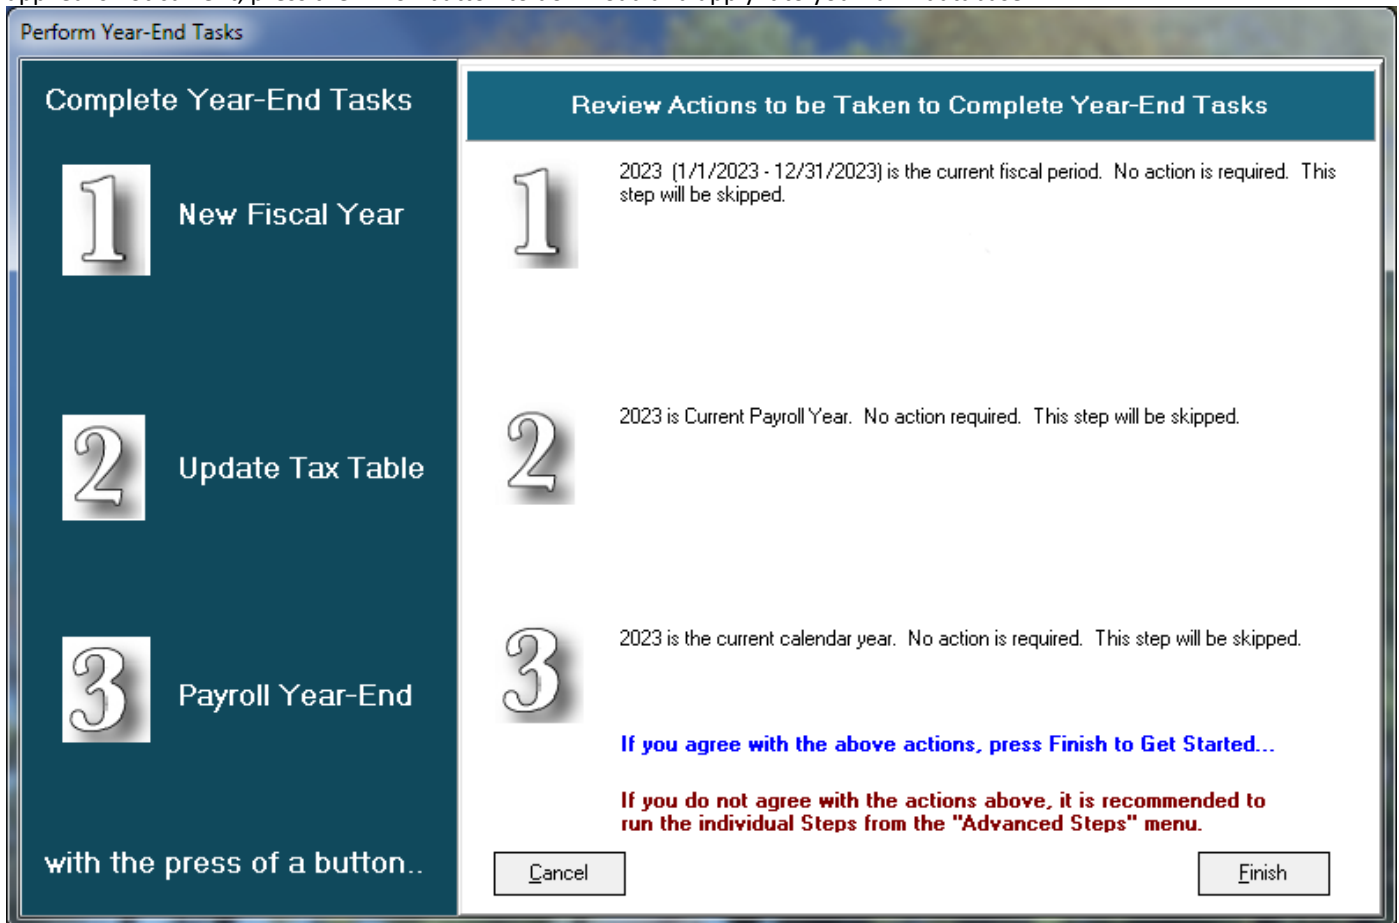 Perform Year-End Tasks
Complete Year-End Tasks
1 New Fiscal Year
2 Update Tax Table
3 Payroll Year-End
with the press of a button..
Review Actions to be Taken to Complete Year-End Tasks
1 2023 (1/1/2023 - 12/31/2023) is the current fiscal period. No action is required. This
step will be skipped.
2 2023 is Current Payroll Year. No action required. This step will be skipped.
3 2023 is the current calendar year. No action is required. This step will be skipped.
If you agree with the above actions, press Finish to Get Started...
If you do not agree with the actions above, it is recommended to
run the individual Steps from the "Advanced Steps" menu.
Cancel
Finish